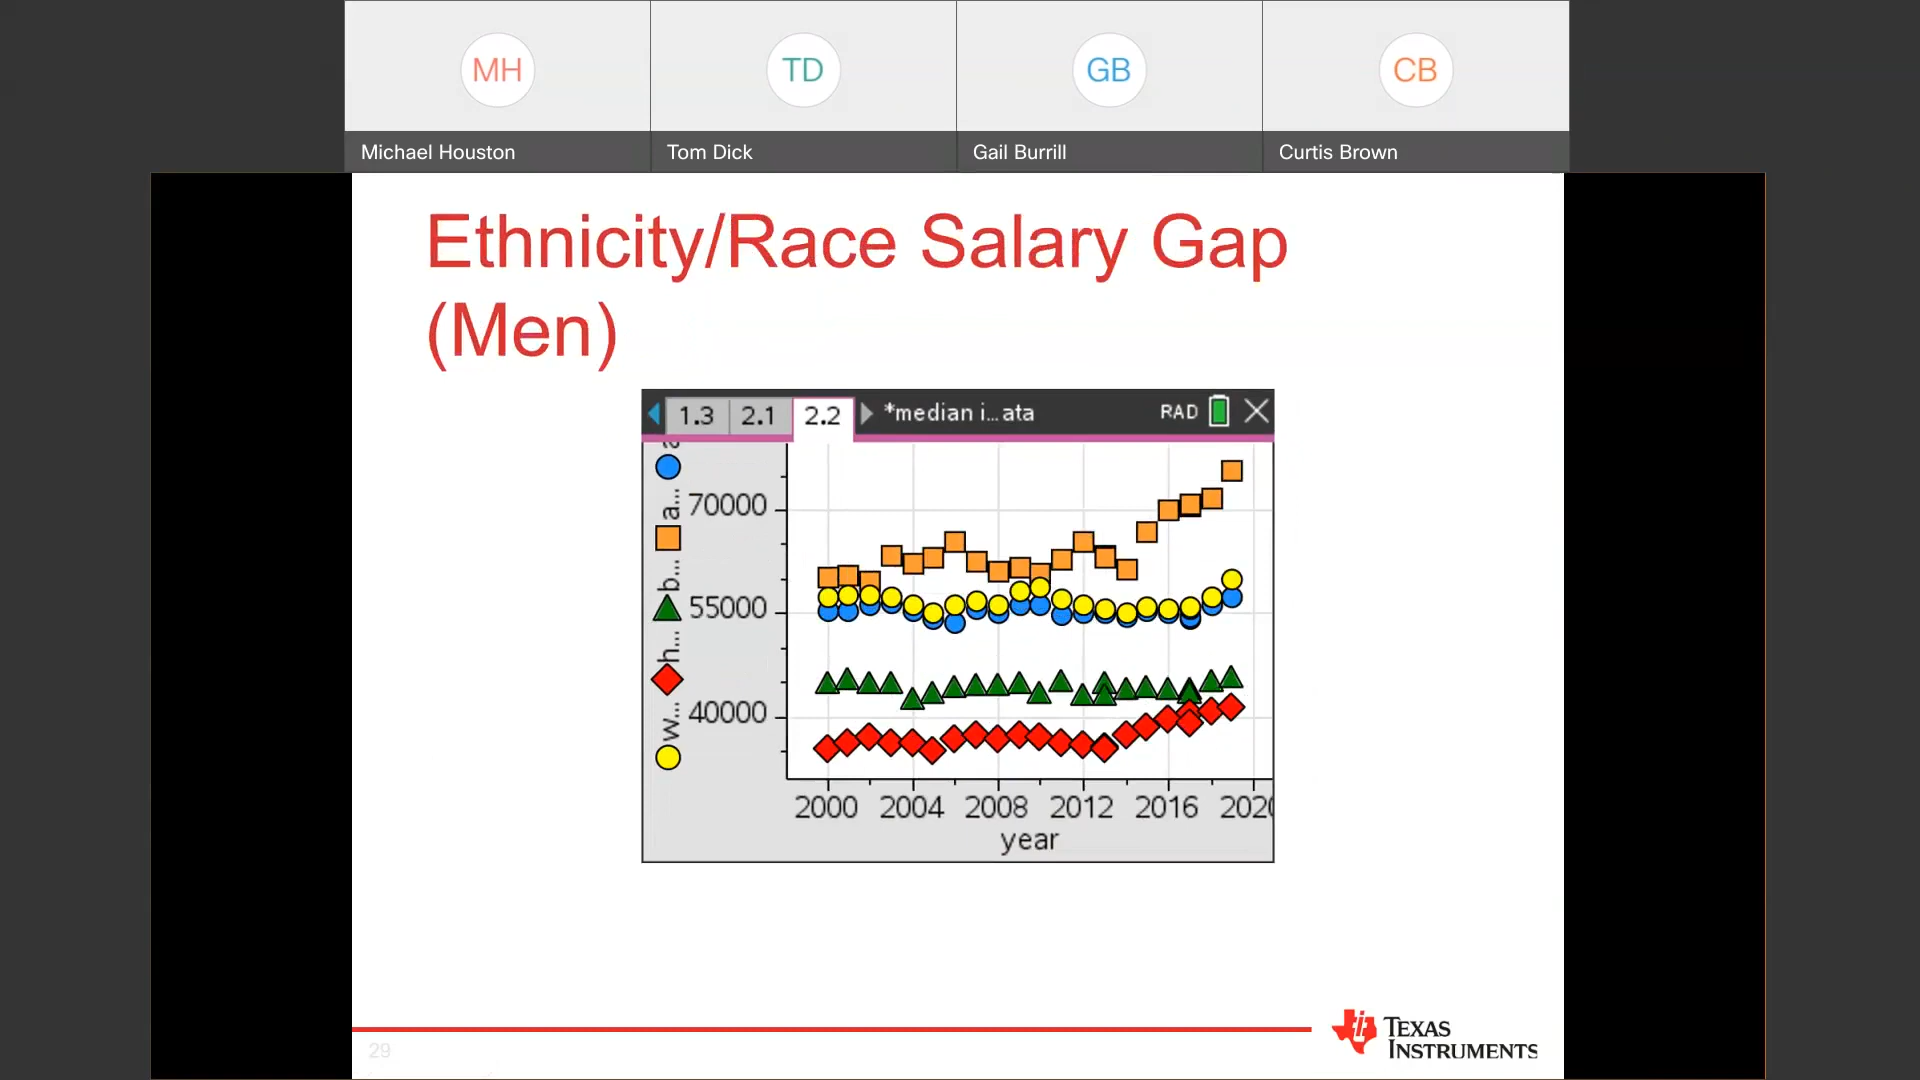 MH
TD
GB
CB
Michael Houston
Tom Dick
Gail Burrill
Curtis Brown
Ethnicity/Race Salary Gap
(Men)
1.3 2.1 2.2 *median i...ata RAD
a...
b...
h...
w...
70000
55000
40000
2000 2004 2008 2012 2016 2020
year
29
TEXAS
INSTRUMENTS